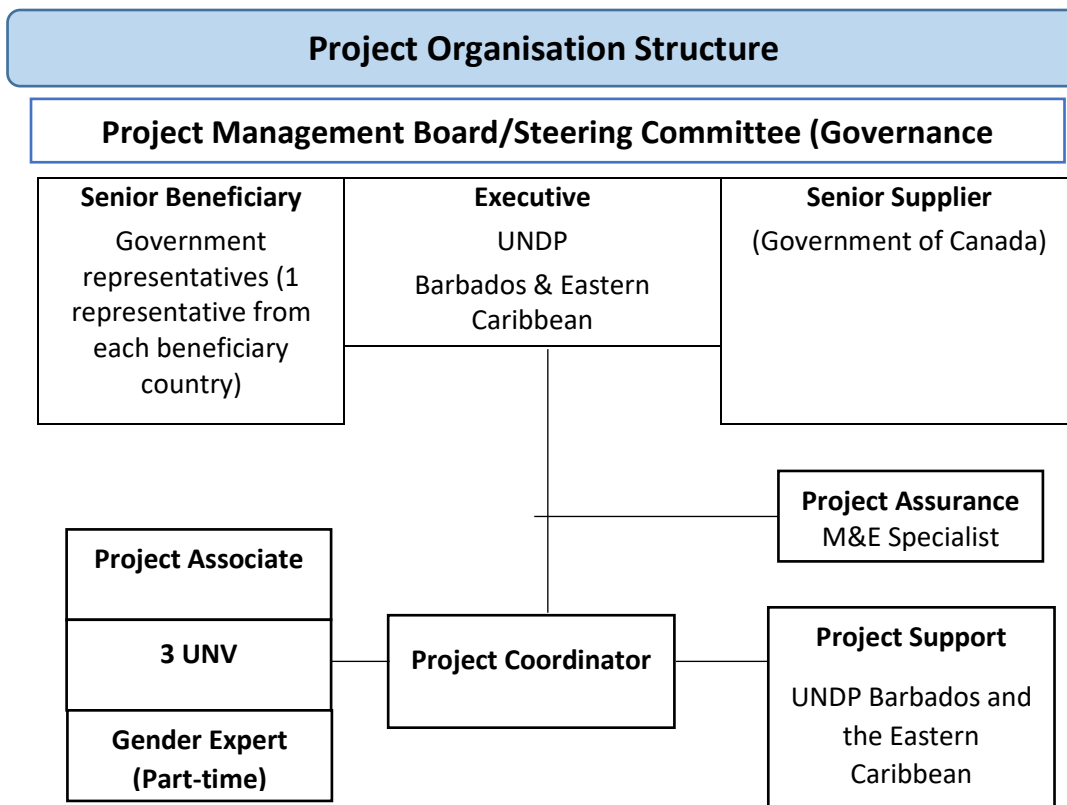 Project Organisation Structure
Project Management Board/Steering Committee (Governance
Senior Beneficiary
Government
representatives (1
representative from
each beneficiary
country)
Executive
UNDP
Barbados & Eastern
Caribbean
Senior Supplier
(Government of Canada)
Project Assurance
M&E Specialist
Project Associate
3 UNV
Gender Expert
(Part-time)
Project Coordinator
Project Support
UNDP Barbados and
the Eastern
Caribbean